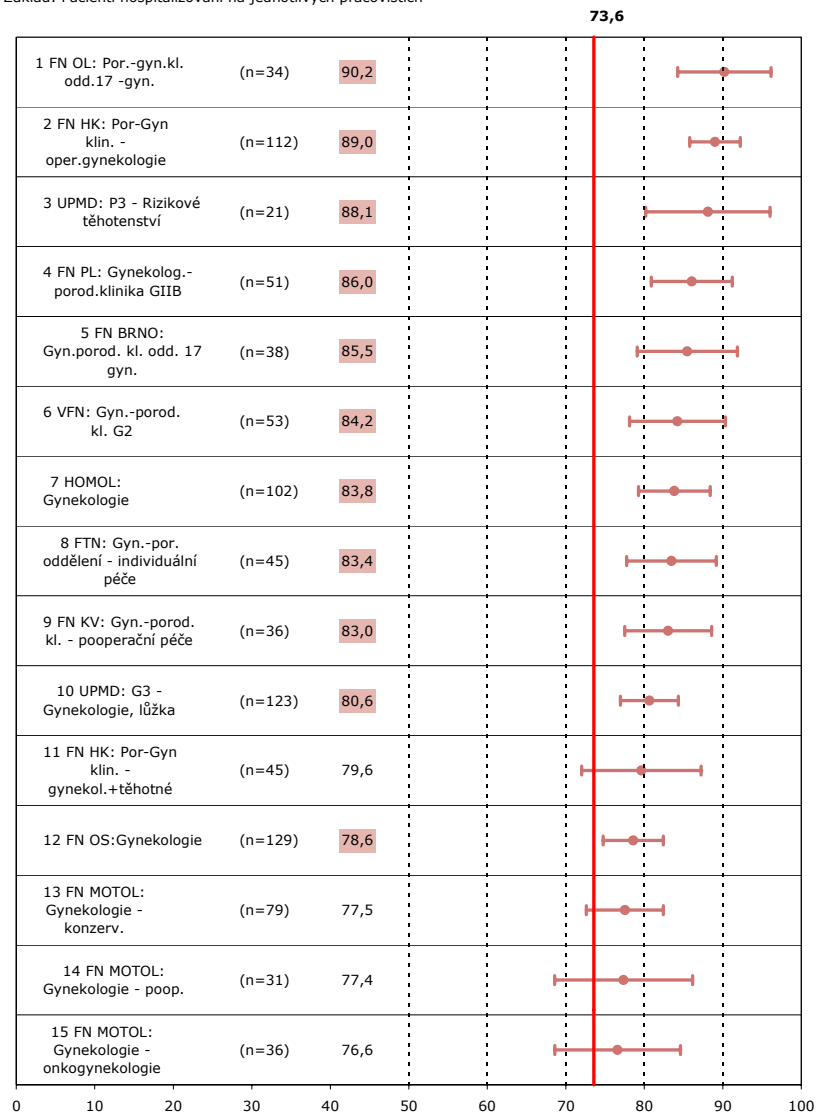 Základ: Pacienti hospitalizovaní na jednotlivých pracovištích
73,6
1 FN OL: Por.-gyn.kl.
odd.17 -gyn.
(n=34)
90,2
2 FN HK: Por-Gyn
klin. -
oper.gynekologie
(n=112)
89,0
3 UPMD: P3 - Rizikové
těhotenství
(n=21)
88,1
4 FN PL: Gynekolog.-
porod.klinika GIIB
(n=51)
86,0
5 FN BRNO:
Gyn.porod. kl. odd. 17
gyn.
(n=38)
85,5
6 VFN: Gyn.-porod.
kl. G2
(n=53)
84,2
7 HOMOL:
Gynekologie
(n=102)
83,8
8 FTN: Gyn.-por.
oddělení - individuální
péče
(n=45)
83,4
9 FN KV: Gyn.-porod.
kl. - pooperační péče
(n=36)
83,0
10 UPMD: G3 -
Gynekologie, lůžka
(n=123)
80,6
11 FN HK: Por-Gyn
klin. -
gynekol.+těhotné
(n=45)
79,6
12 FN OS:Gynekologie
(n=129)
78,6
13 FN MOTOL:
Gynekologie -
konzerv.
(n=79)
77,5
14 FN MOTOL:
Gynekologie - poop.
(n=31)
77,4
15 FN MOTOL:
Gynekologie -
onkogynekologie
(n=36)
76,6
0 10 20 30 40 50 60 70 80 90 100